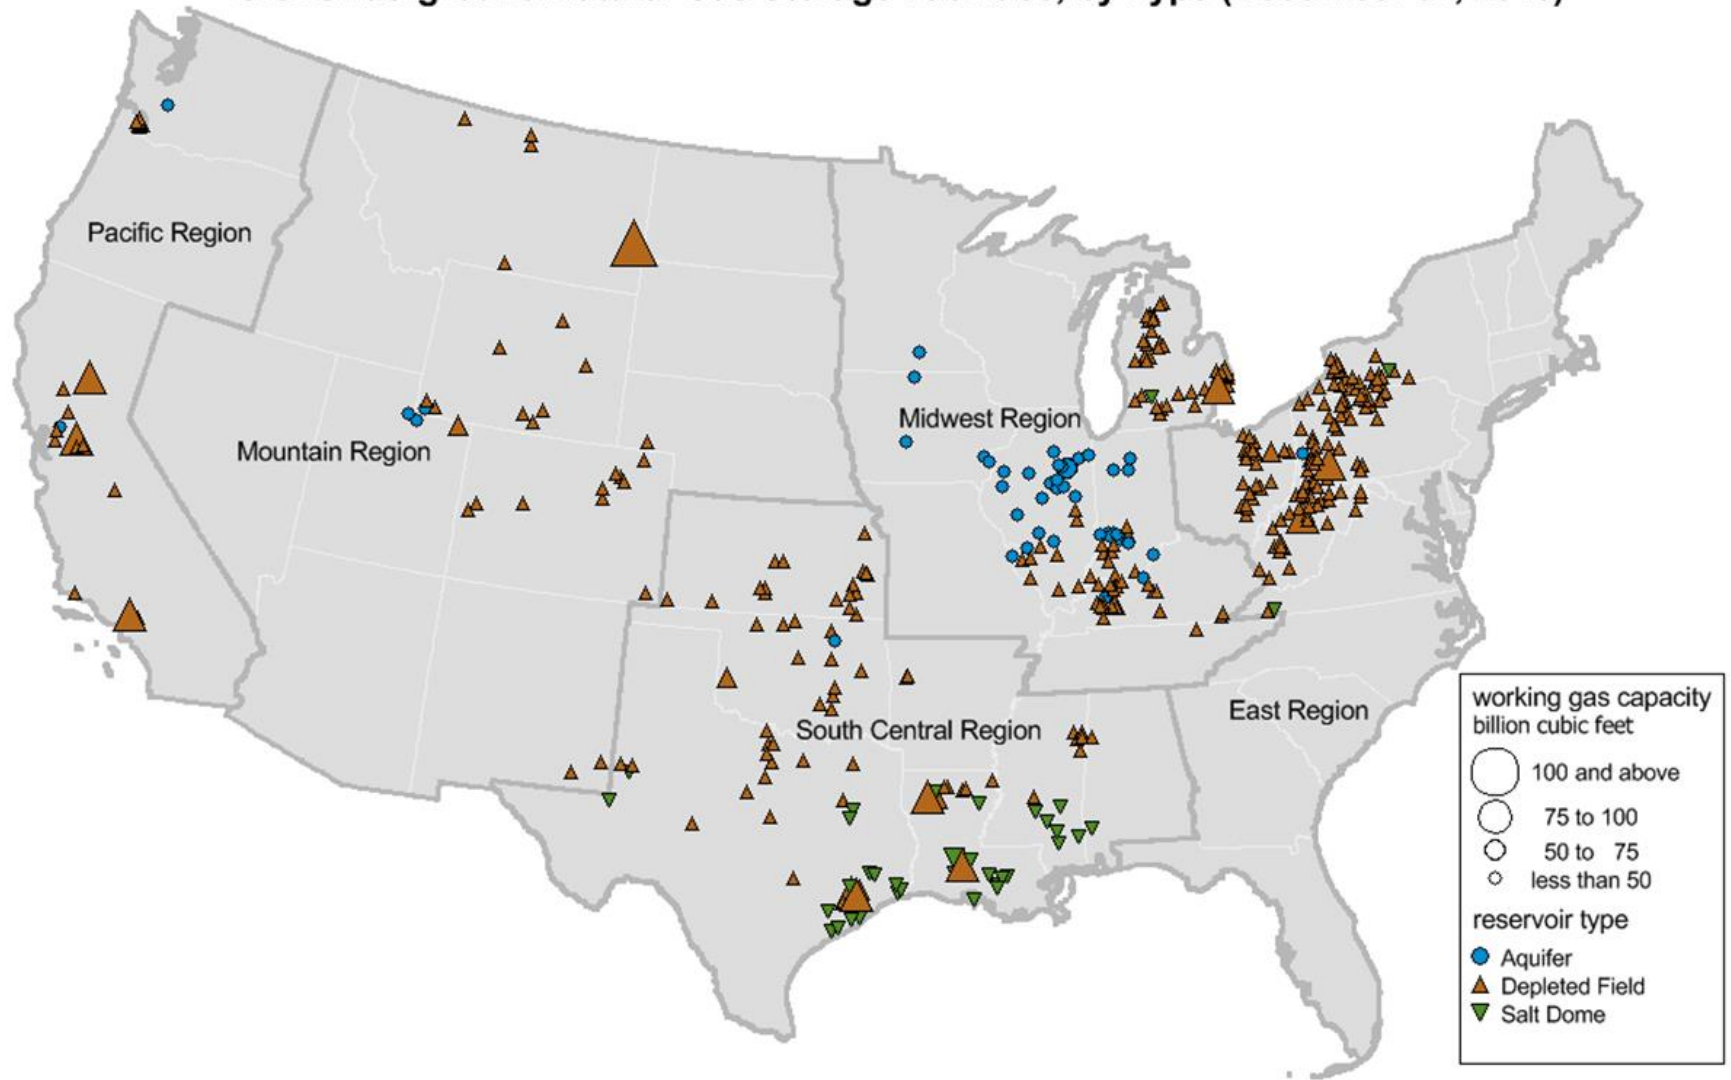 Pacific Region
Mountain Region
Midwest Region
South Central Region
East Region
working gas capacity
billion cubic feet
100 and above
75 to 100
50 to 75
less than 50
reservoir type
Aquifer
Depleted Field
Salt Dome